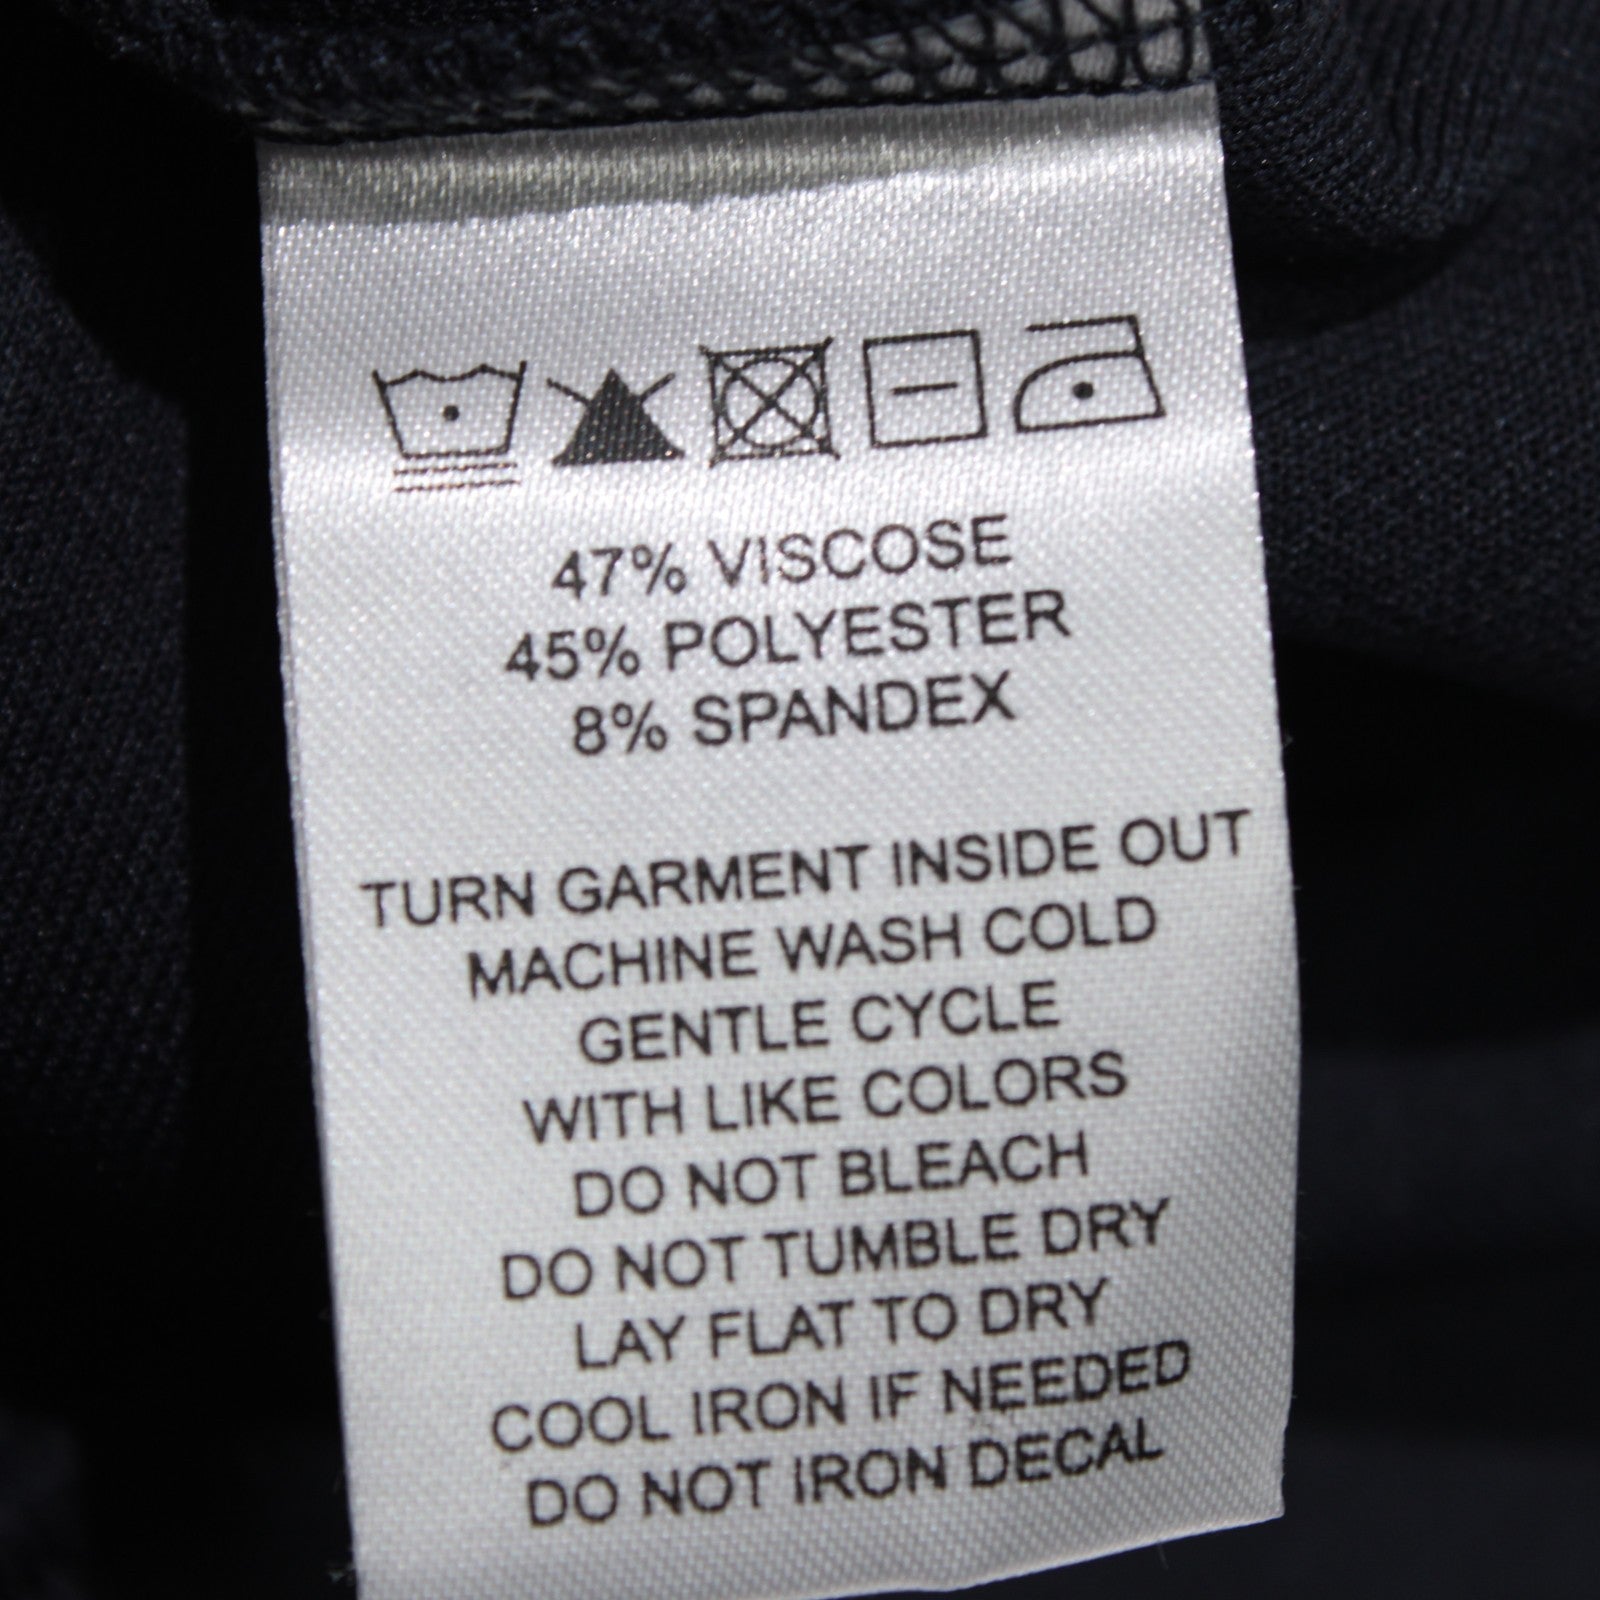 47% VISCOSE
45% POLYESTER
8% SPANDEX
TURN GARMENT INSIDE OUT
MACHINE WASH COLD
GENTLE CYCLE
WITH LIKE COLORS
DO NOT BLEACH
DO NOT TUMBLE DRY
LAY FLAT TO DRY
COOL IRON IF NEEDED
DO NOT IRON DECAL